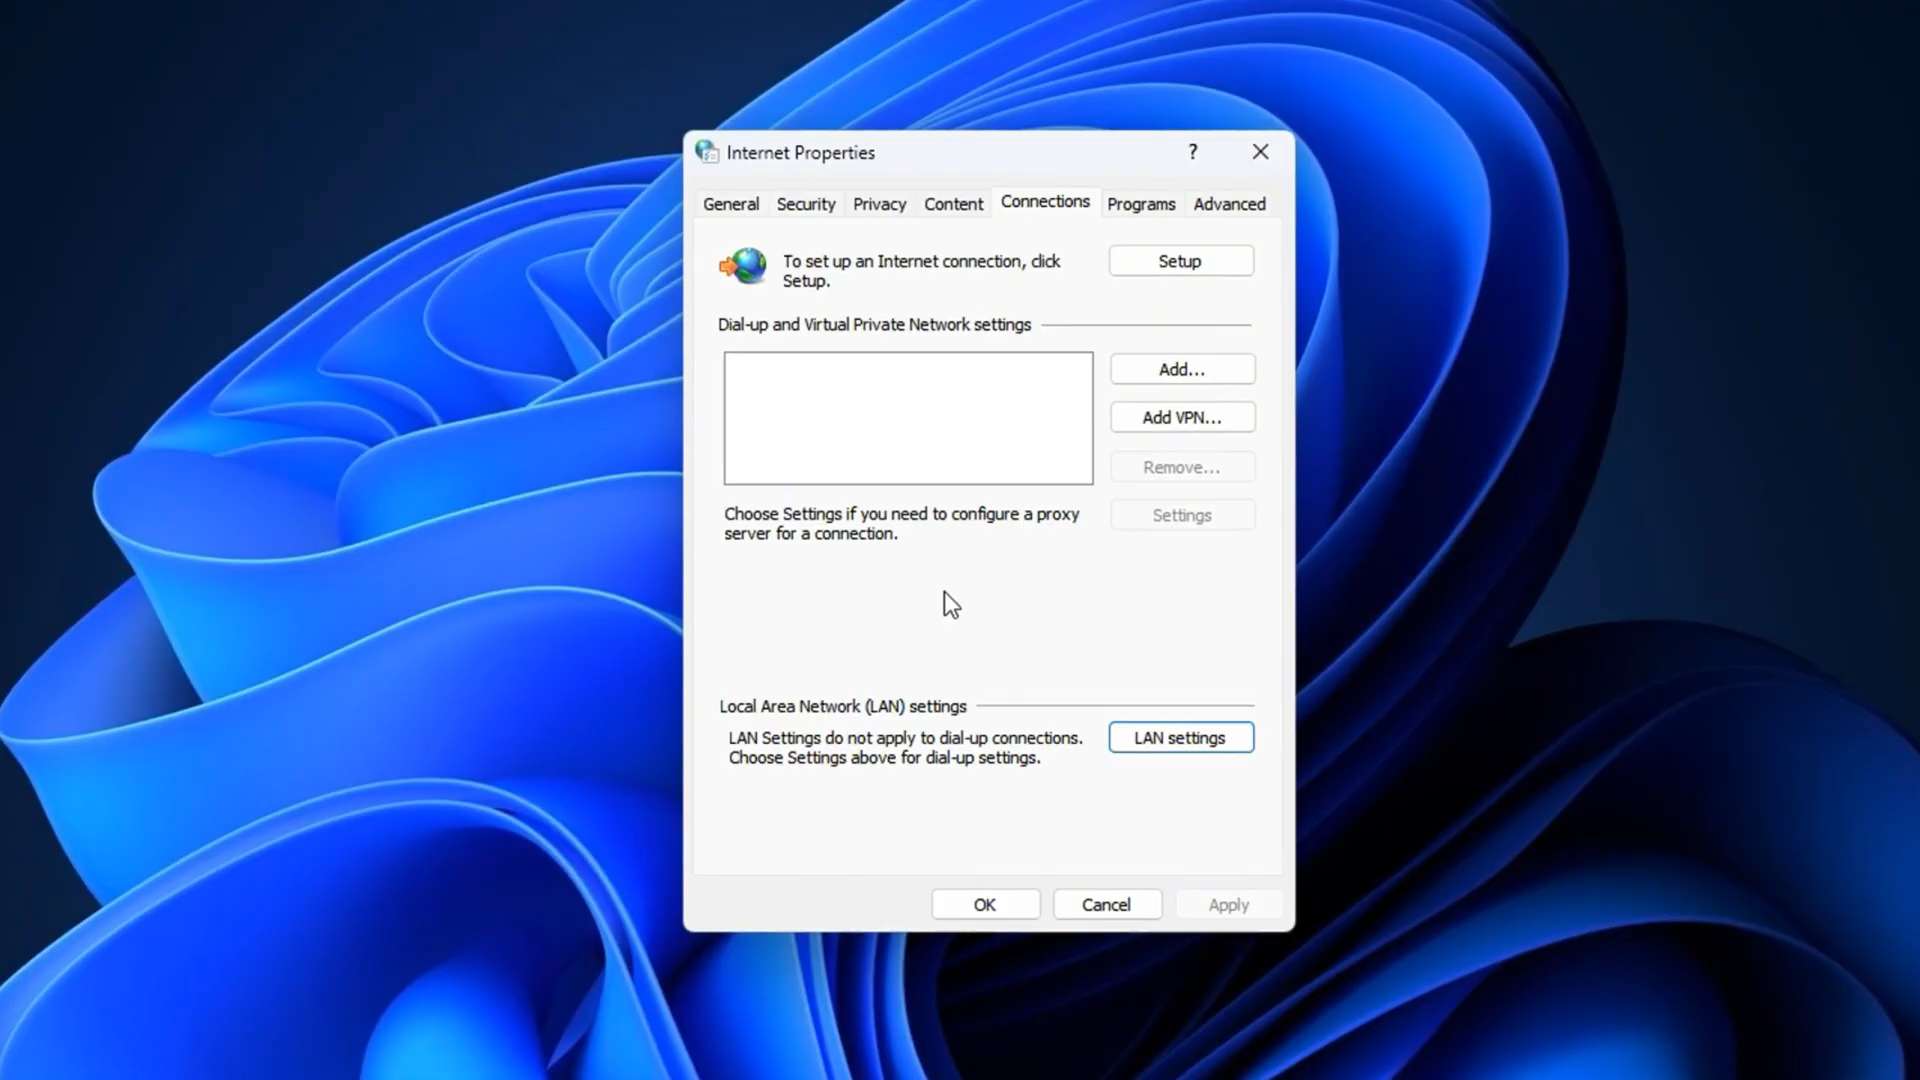 Internet Properties
?
General Security Privacy Content Connections Programs Advanced
To set up an Internet connection, click
Setup.
Setup
Dial-up and Virtual Private Network settings
Add...
Add VPN...
Remove...
Choose Settings if you need to configure a proxy
server for a connection.
Settings
Local Area Network (LAN) settings
LAN Settings do not apply to dial-up connections.
Choose Settings above for dial-up settings.
LAN settings
OK Cancel Apply